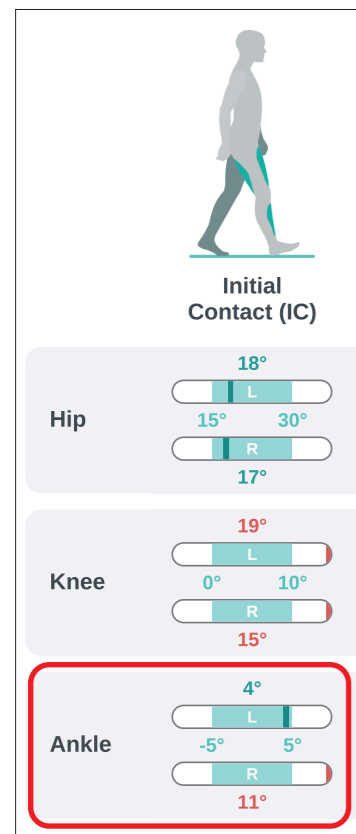 Initial
Contact (IC)
18°
L
Hip
15° 30°
R
17°
19°
L
Knee
0° 10°
R
15°
4°
L
Ankle
-5° 5°
R
11°